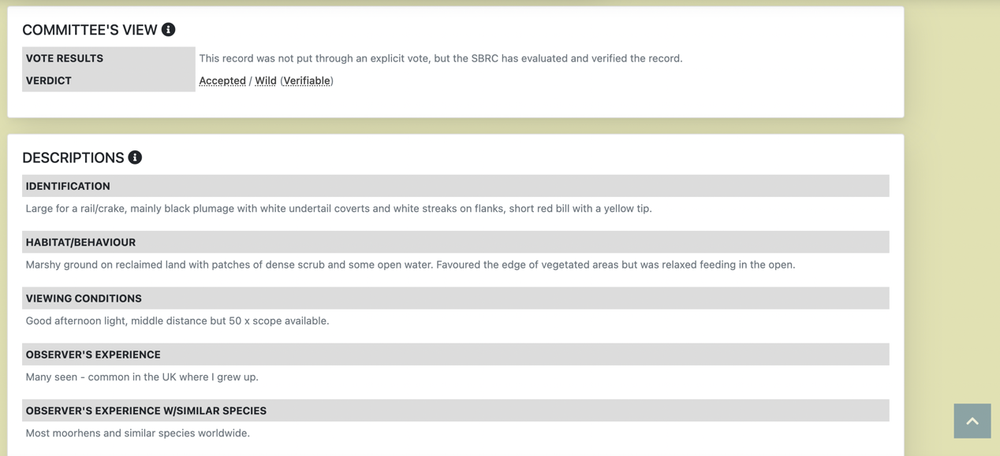 COMMITTEE'S VIEW
VOTE RESULTS This record was not put through an explicit vote, but the SBRC has evaluated and verified the record.
VERDICT Accepted / Wild (Verifiable)
DESCRIPTIONS
IDENTIFICATION
Large for a rail/crake, mainly black plumage with white undertail coverts and white streaks on flanks, short red bill with a yellow tip.
HABITAT/BEHAVIOUR
Marshy ground on reclaimed land with patches of dense scrub and some open water. Favoured the edge of vegetated areas but was relaxed feeding in the open.
VIEWING CONDITIONS
Good afternoon light, middle distance but 50 x scope available.
OBSERVER'S EXPERIENCE
Many seen - common in the UK where I grew up.
OBSERVER'S EXPERIENCE W/SIMILAR SPECIES
Most moorhens and similar species worldwide.